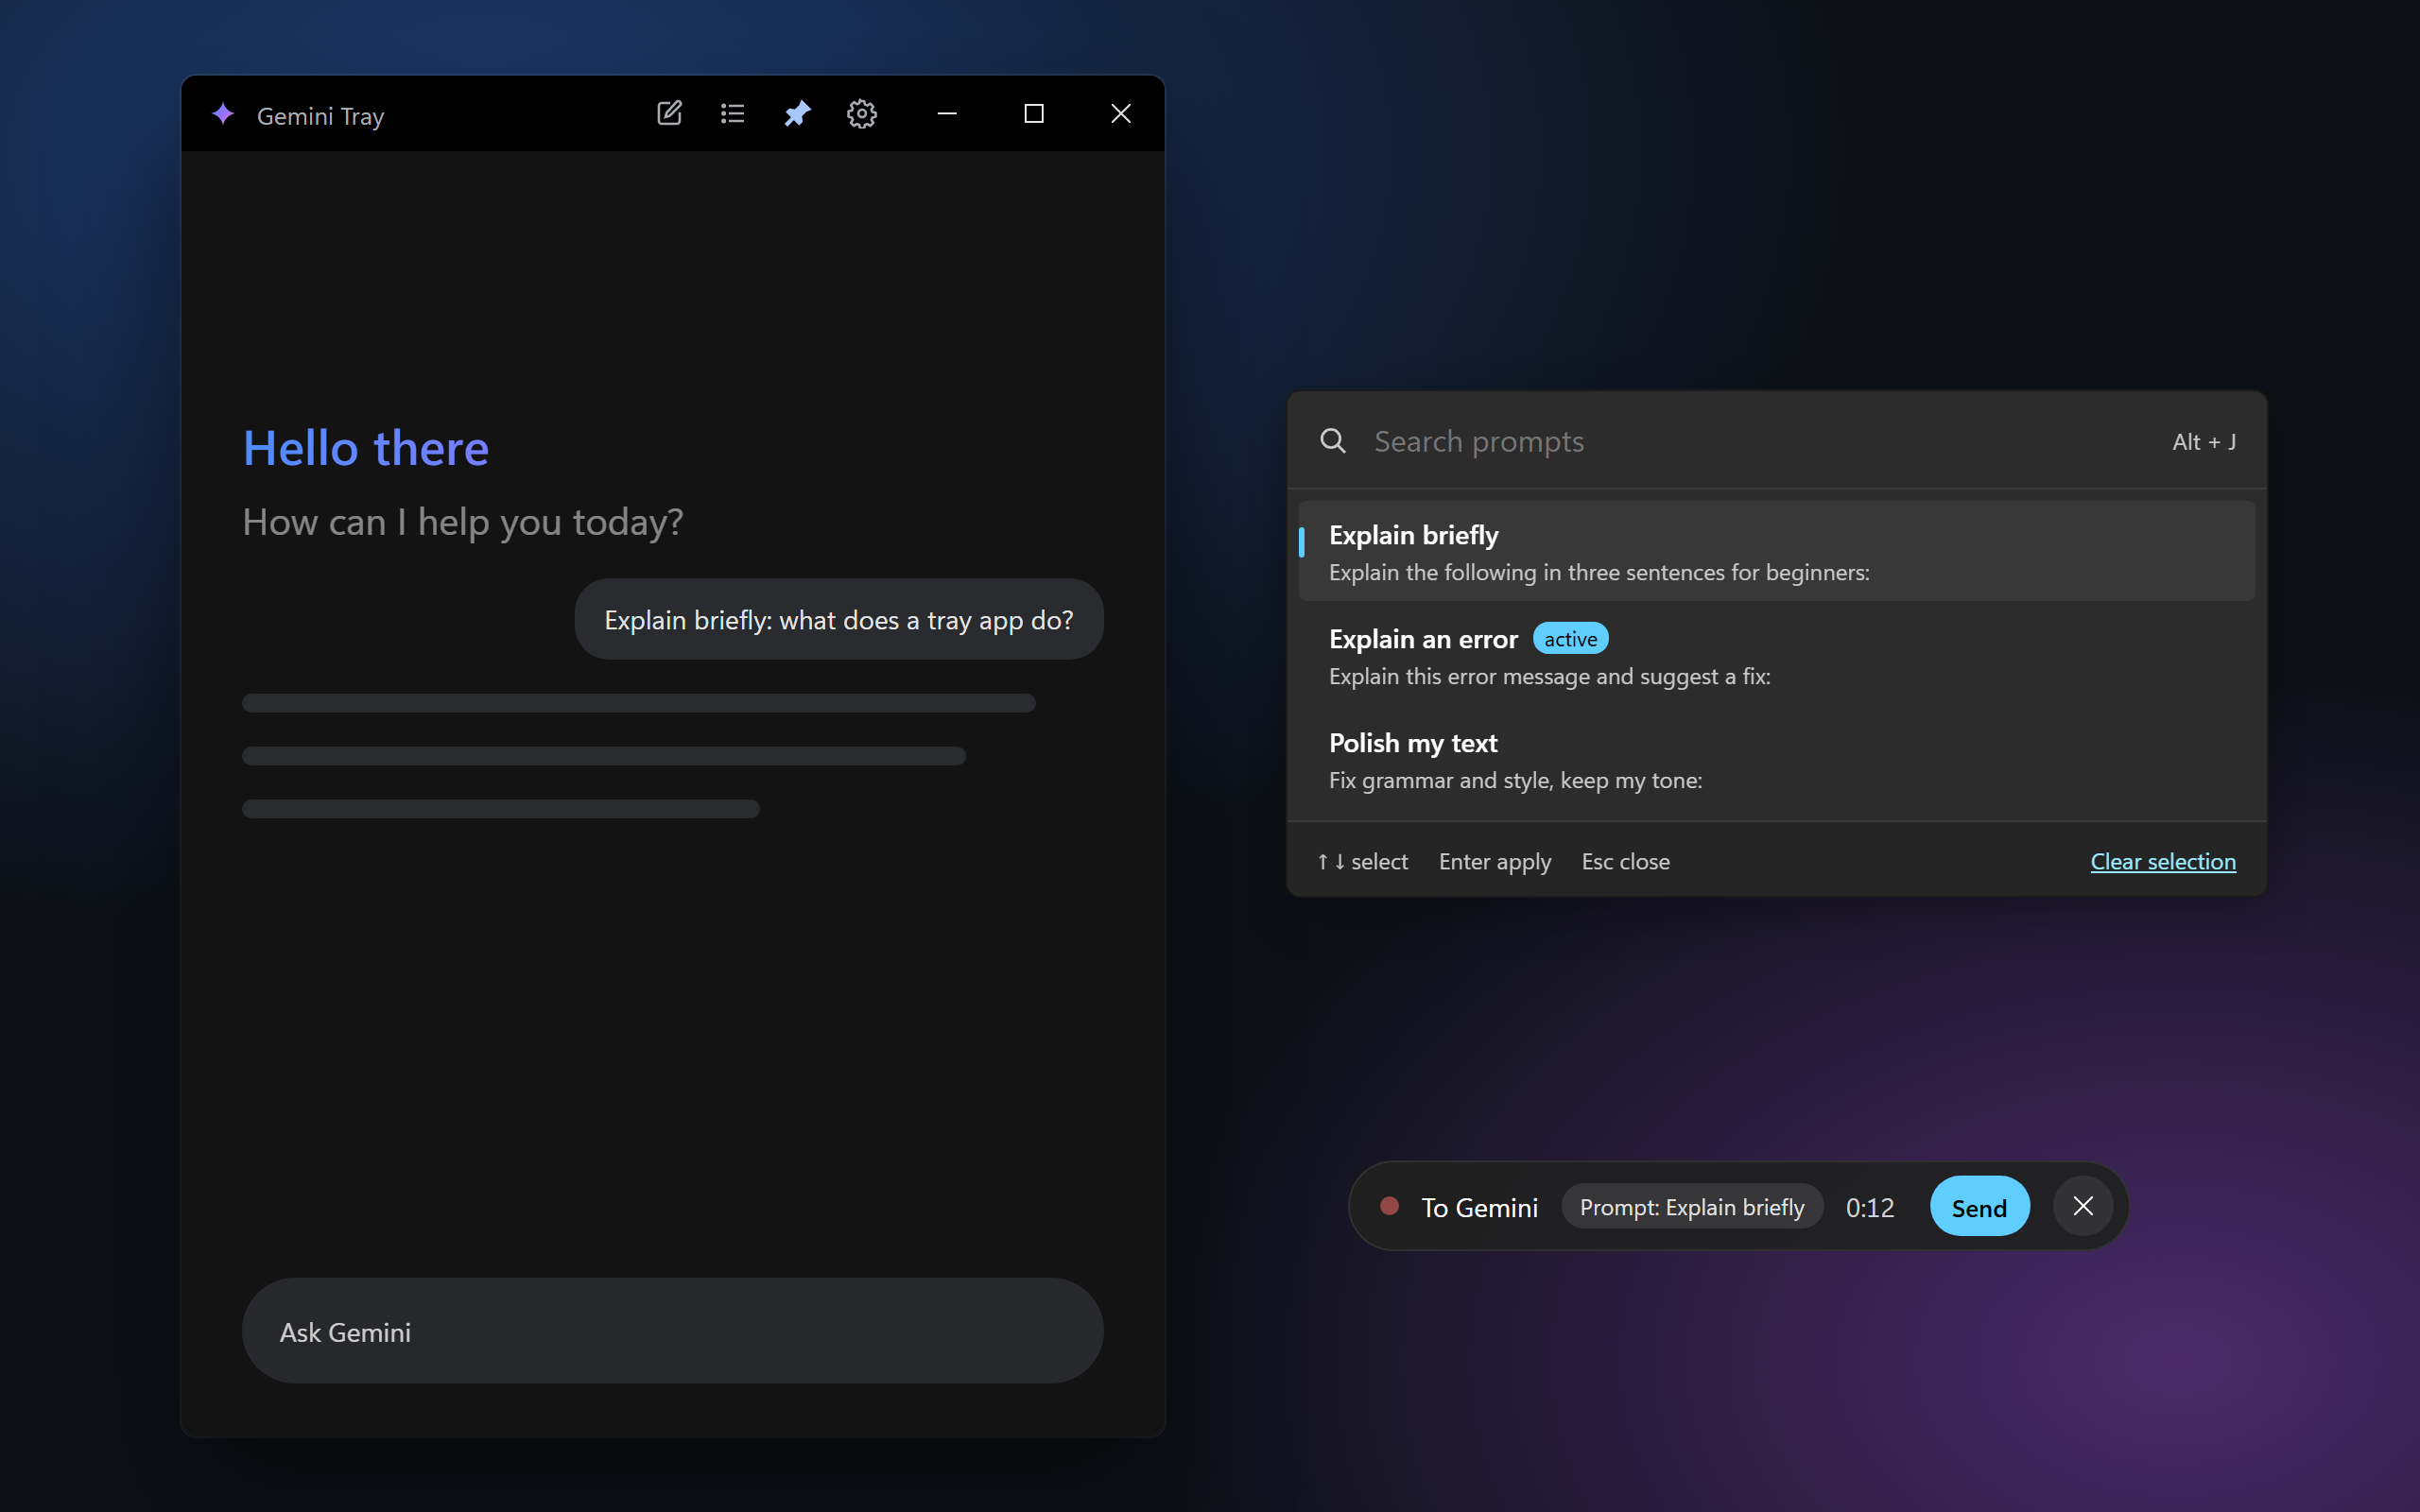 Gemini Tray
Hello there
How can I help you today?
Explain briefly: what does a tray app do?
Ask Gemini
Search prompts
Alt + J
Explain briefly
Explain the following in three sentences for beginners:
Explain an error active
Explain this error message and suggest a fix:
Polish my text
Fix grammar and style, keep my tone:
↑↓ select Enter apply Esc close Clear selection
To Gemini Prompt: Explain briefly 0:12 Send